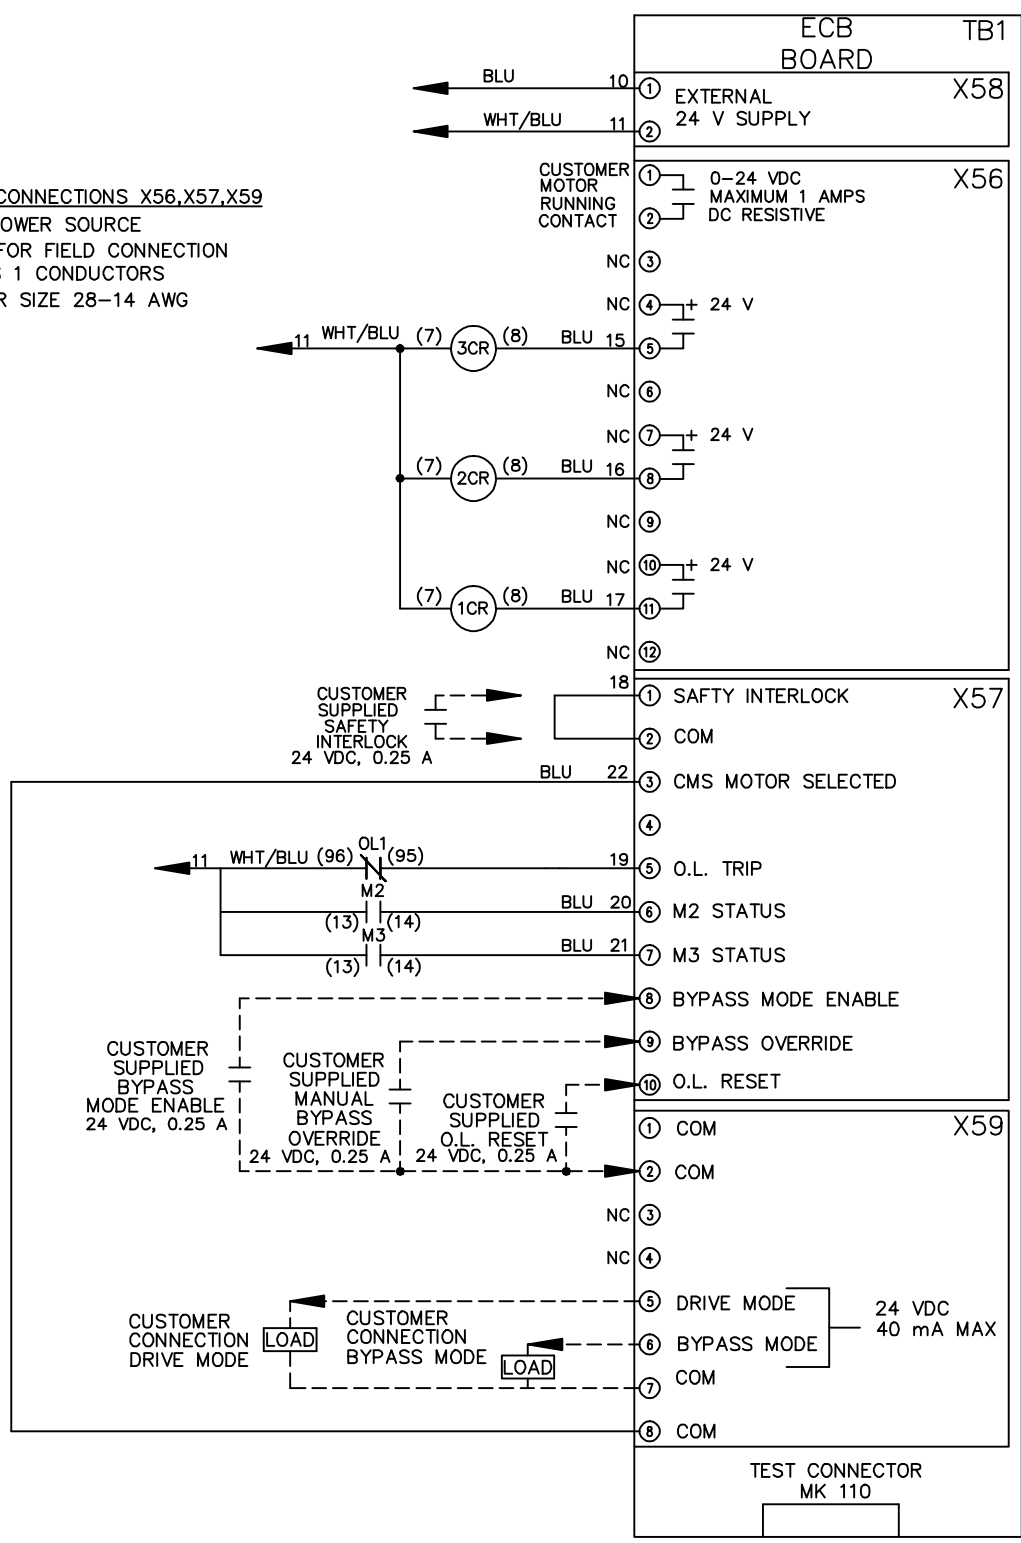 ECB
BOARD
TB1
BLU 10 1 EXTERNAL
24 V SUPPLY
X58
WHT/BLU 11 2
CONNECTIONS X56,X57,X59
OWER SOURCE
FOR FIELD CONNECTION
S 1 CONDUCTORS
R SIZE 28-14 AWG
CUSTOMER
MOTOR
RUNNING
CONTACT
1
2
0-24 VDC
MAXIMUM 1 AMPS
DC RESISTIVE
X56
NC 3
NC 4 + 24 V
11 WHT/BLU (7) 3CR (8) BLU 15 5
NC 6
NC 7 + 24 V
(7) 2CR (8) BLU 16 8
NC 9
NC 10 + 24 V
(7) 1CR (8) BLU 17 11
NC 12
CUSTOMER
SUPPLIED
SAFETY
INTERLOCK
24 VDC, 0.25 A
18 1 SAFTY INTERLOCK
X57
2 COM
BLU 22 3 CMS MOTOR SELECTED
4
11 WHT/BLU (96) OL1 (95) 19 5 O.L. TRIP
M2
(13) (14) BLU 20 6 M2 STATUS
M3
(13) (14) BLU 21 7 M3 STATUS
8 BYPASS MODE ENABLE
9 BYPASS OVERRIDE
10 O.L. RESET
CUSTOMER
SUPPLIED
BYPASS
MODE ENABLE
24 VDC, 0.25 A
CUSTOMER
SUPPLIED
MANUAL
BYPASS
OVERRIDE
24 VDC, 0.25 A
CUSTOMER
SUPPLIED
O.L. RESET
24 VDC, 0.25 A
1 COM
X59
2 COM
NC 3
NC 4
5 DRIVE MODE
6 BYPASS MODE
24 VDC
40 mA MAX
CUSTOMER
CONNECTION
DRIVE MODE
LOAD
CUSTOMER
CONNECTION
BYPASS MODE
LOAD
7 COM
8 COM
TEST CONNECTOR
MK 110